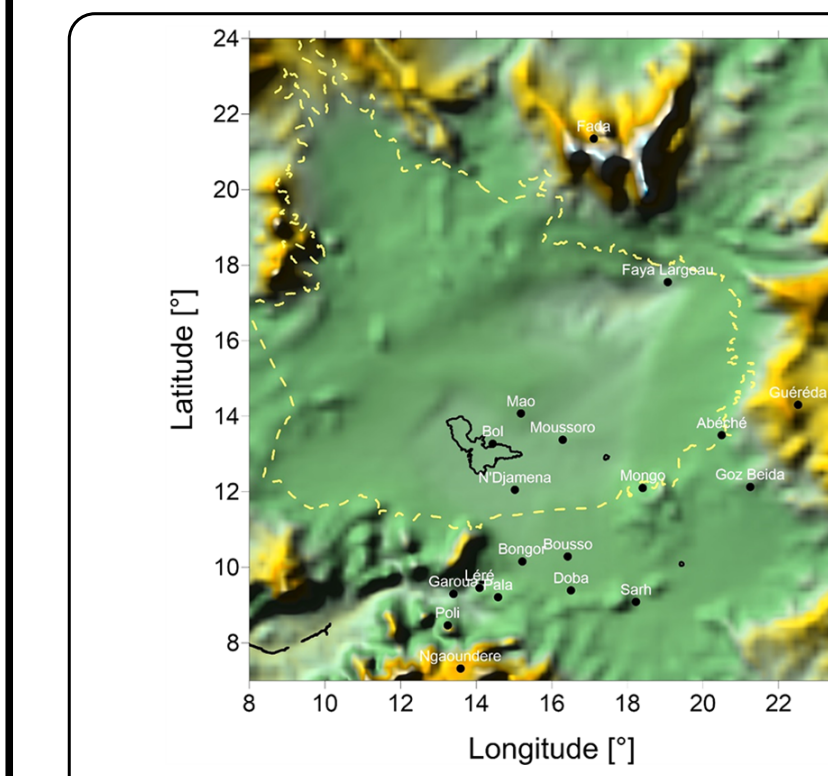 24
22
20
18
16
14
12
10
8
Latitude [°]
Fada
Faya Largeau
Guéréda
Mao
Bol
Moussoro
Abéché
N'Djamena
Mongo
Goz Beida
Bongor
Bousso
Léré
Garoua
Pala
Doba
Sarh
Poli
Ngaoundere
8 10 12 14 16 18 20 22
Longitude [°]